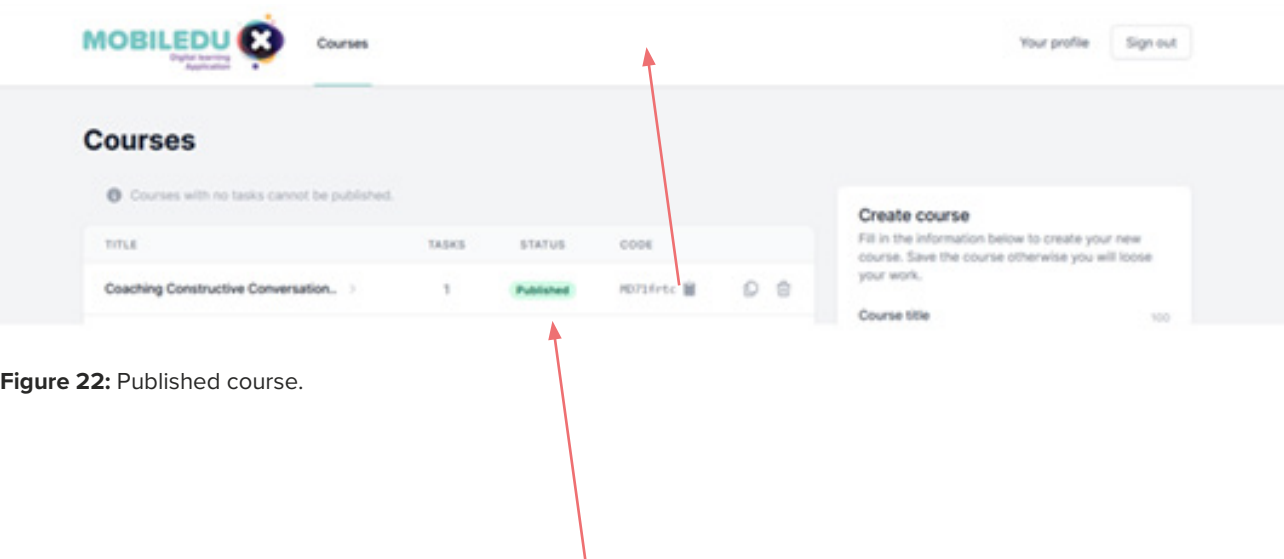 MOBILEDU X
Digital learning
Application
Courses
Your profile
Sign out
Courses
Courses with no tasks cannot be published.
TITLE TASKS STATUS CODE
Coaching Constructive Conversation... 1 Published MD71frtc
Create course
Fill in the information below to create your new
course. Save the course otherwise you will loose
your work.
Course title 100
Figure 22: Published course.